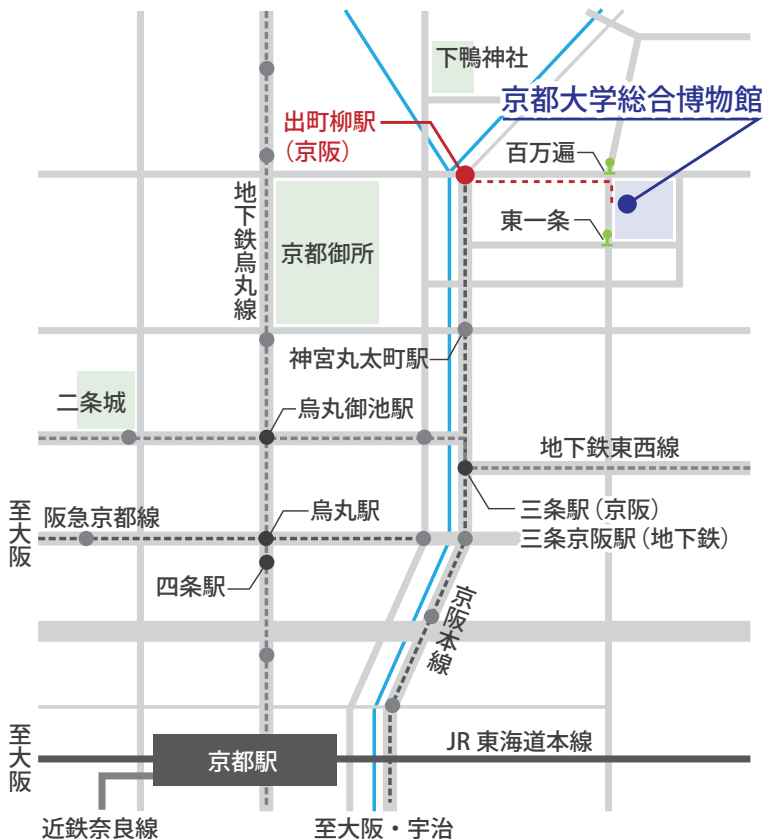 下鴨神社
京都大学総合博物館
出町柳駅
（京阪）
百万遍
地下鉄烏丸線
東一条
京都御所
神宮丸太町駅
二条城
烏丸御池駅
地下鉄東西線
至大阪
阪急京都線
烏丸駅
三条駅（京阪）
三条京阪駅（地下鉄）
四条駅
京阪本線
至大阪
JR 東海道本線
京都駅
近鉄奈良線
至大阪・宇治